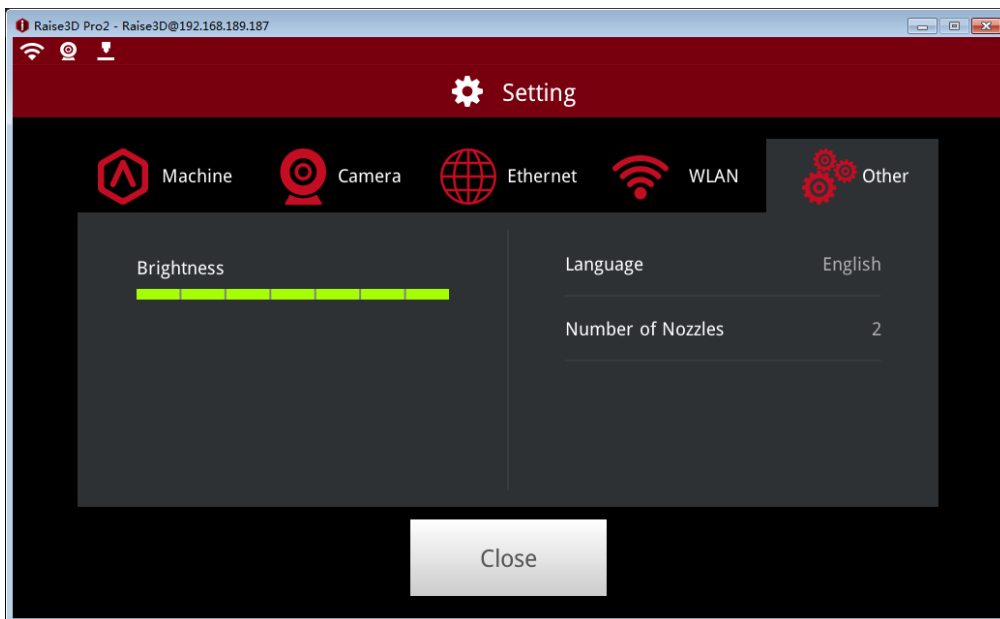 Raise3D Pro2 - Raise3D@192.168.189.187
Setting
Machine
Camera
Ethernet
WLAN
Other
Brightness
Language English
Number of Nozzles 2
Close